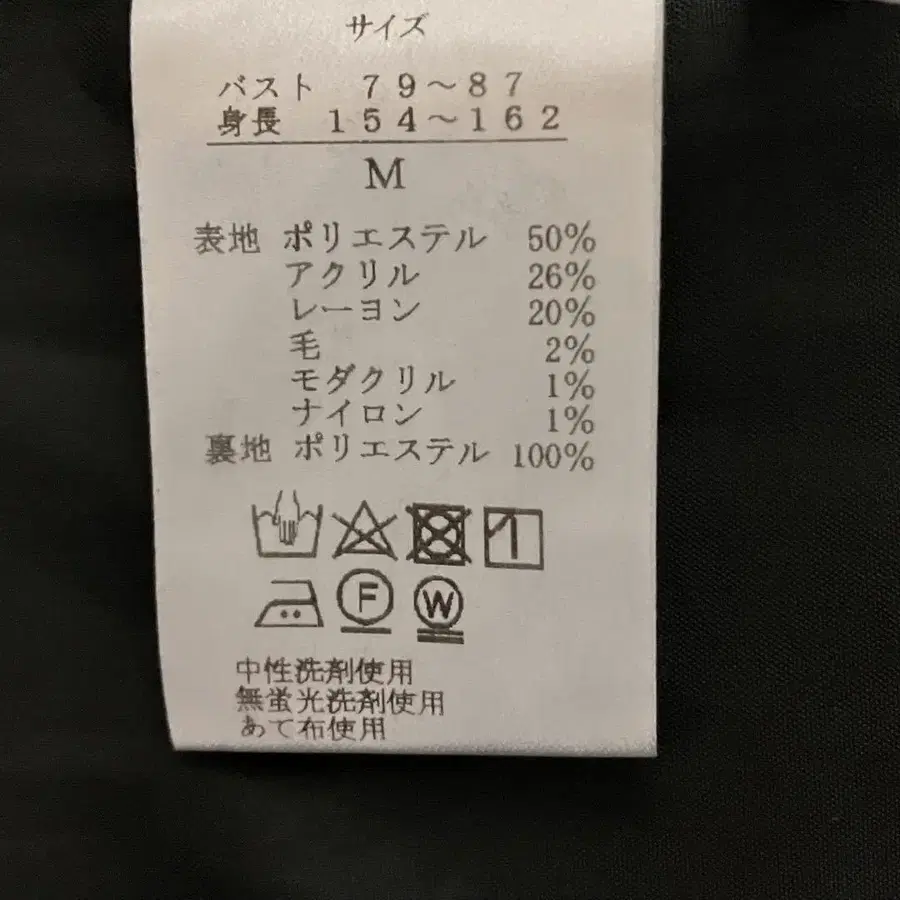 サイズ
バスト 79〜87
身長 154〜162
M
表地 ポリエステル 50%
アクリル 26%
レーヨン 20%
毛 2%
モダクリル 1%
ナイロン 1%
裏地 ポリエステル 100%
F
W
中性洗剤使用
無蛍光洗剤使用
あて布使用